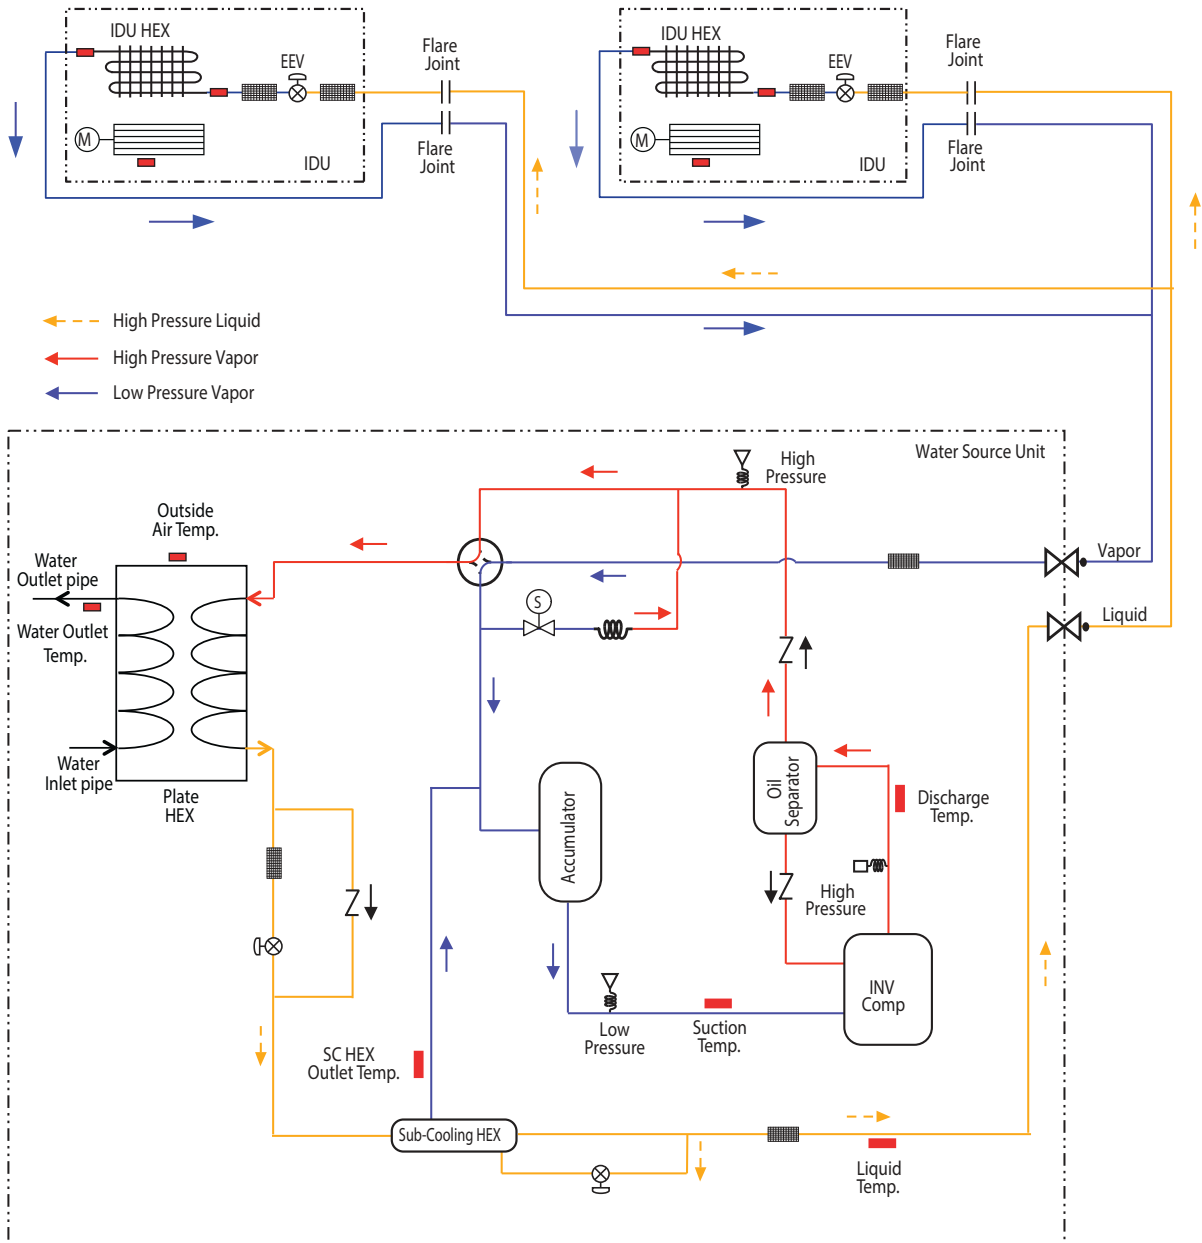 IDU HEX
EEV
Flare
Joint
M
IDU
Flare
Joint
IDU HEX
EEV
Flare
Joint
M
IDU
Flare
Joint
High Pressure Liquid
High Pressure Vapor
Low Pressure Vapor
Water Source Unit
High
Pressure
Outside
Air Temp.
Water
Outlet pipe
Water Outlet
Temp.
Water
Inlet pipe
Plate
HEX
S
Vapor
Liquid
Oil
Separator
Discharge
Temp.
Accumulator
High
Pressure
INV
Comp
Low
Pressure
Suction
Temp.
SC HEX
Outlet Temp.
Sub-Cooling HEX
Liquid
Temp.